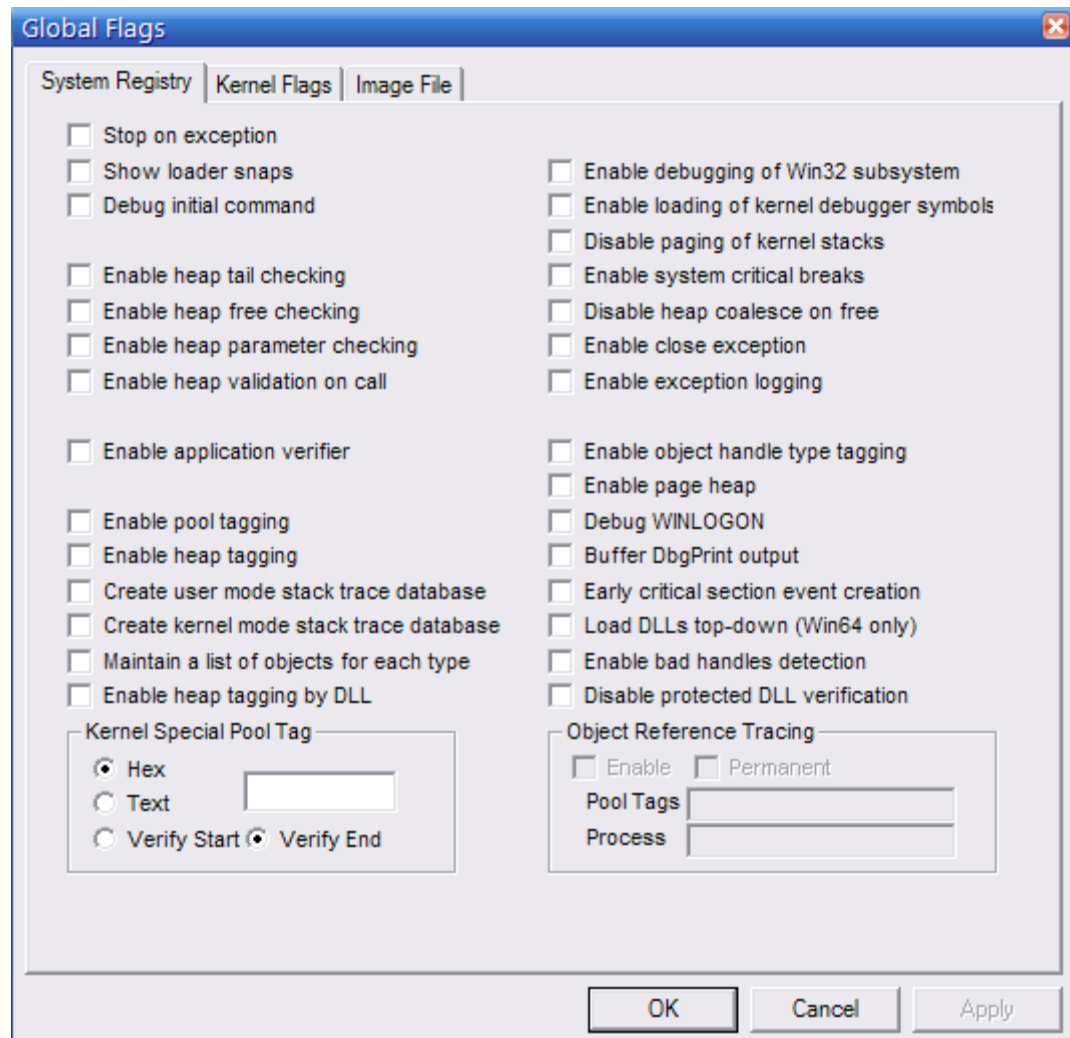 Global Flags
System Registry
Kernel Flags
Image File
Stop on exception
Show loader snaps
Debug initial command
Enable heap tail checking
Enable heap free checking
Enable heap parameter checking
Enable heap validation on call
Enable application verifier
Enable pool tagging
Enable heap tagging
Create user mode stack trace database
Create kernel mode stack trace database
Maintain a list of objects for each type
Enable heap tagging by DLL
Enable debugging of Win32 subsystem
Enable loading of kernel debugger symbols
Disable paging of kernel stacks
Enable system critical breaks
Disable heap coalesce on free
Enable close exception
Enable exception logging
Enable object handle type tagging
Enable page heap
Debug WINLOGON
Buffer DbgPrint output
Early critical section event creation
Load DLLs top-down (Win64 only)
Enable bad handles detection
Disable protected DLL verification
Kernel Special Pool Tag
Hex
Text
Verify Start Verify End
Object Reference Tracing
Enable Permanent
Pool Tags
Process
OK Cancel Apply